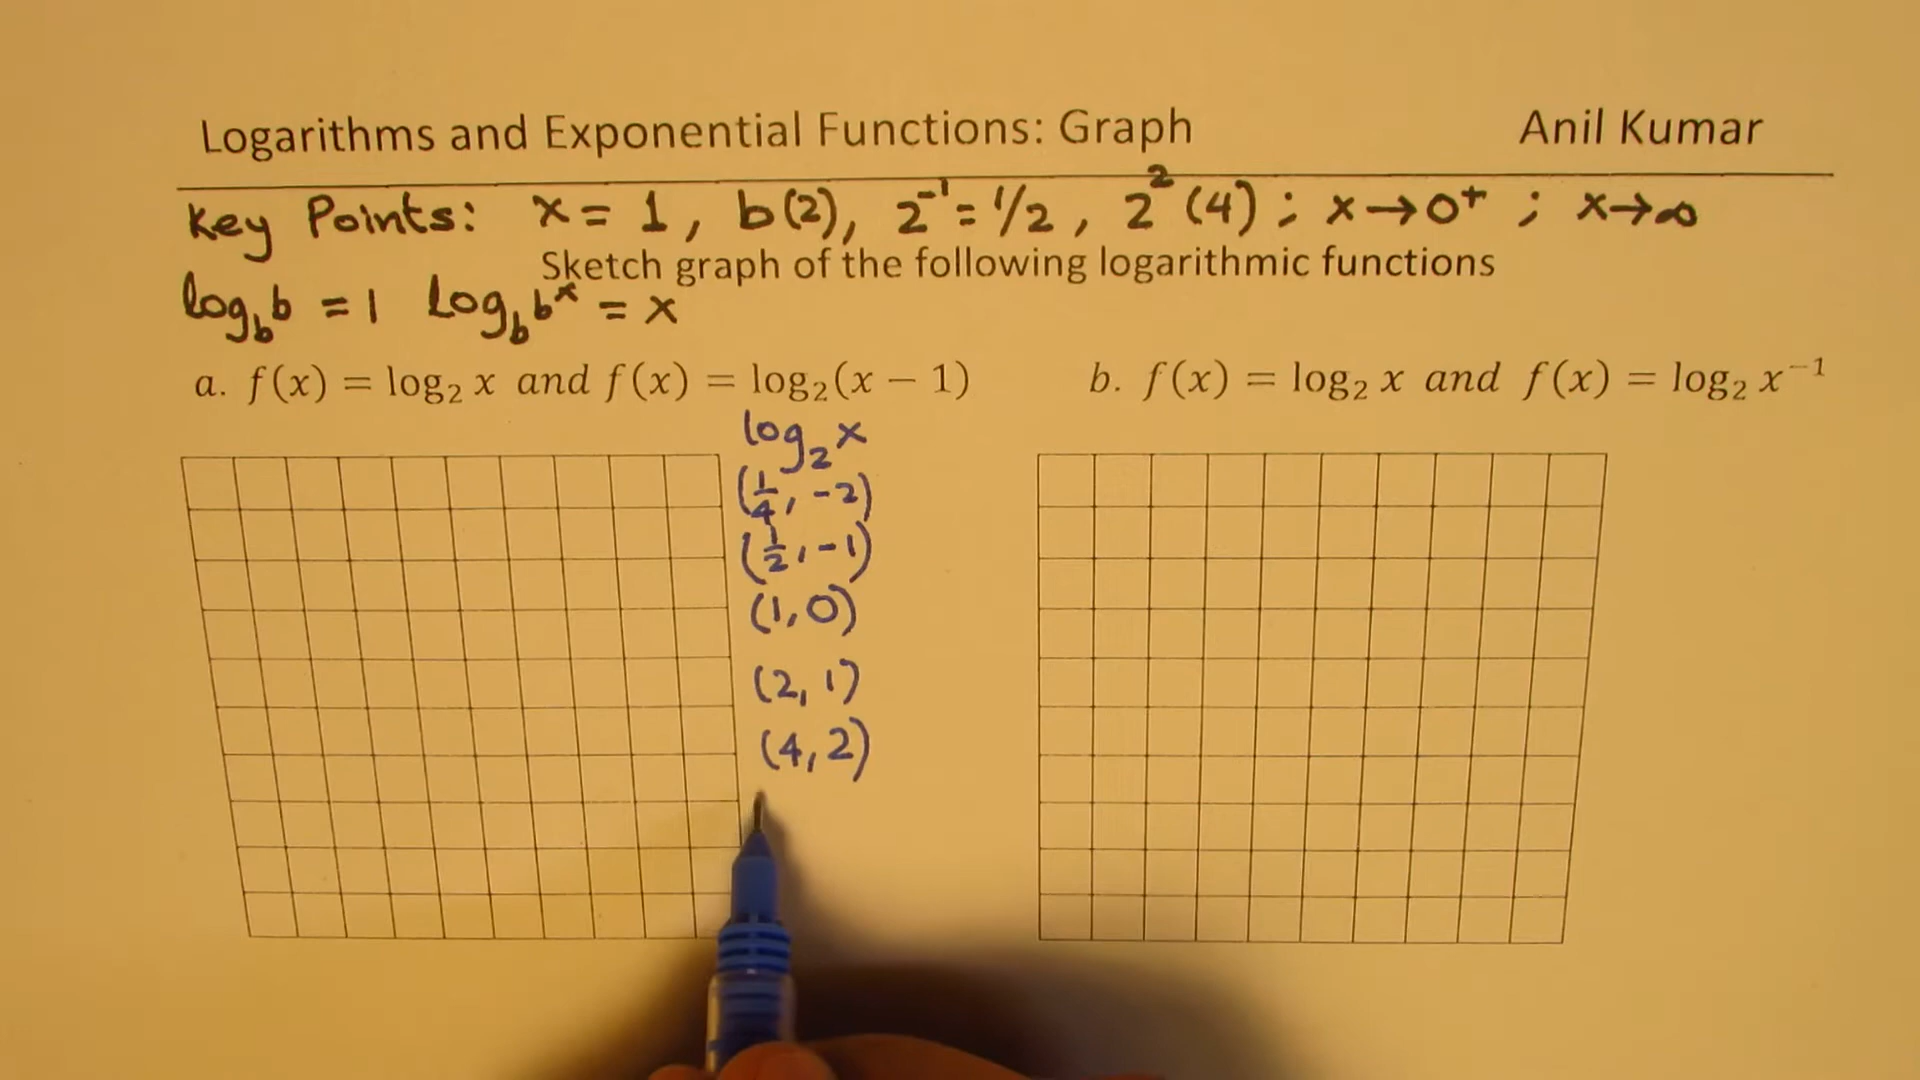 Logarithms and Exponential Functions: Graph Anil Kumar
Key Points: x = 1, b(2), 2⁻¹ = 1/2, 2² (4); x→0⁺ ; x→∞
Sketch graph of the following logarithmic functions
log_b b = 1 Log_b b^x = x
a. f(x) = log₂ x and f(x) = log₂(x − 1) b. f(x) = log₂ x and f(x) = log₂ x⁻¹
log₂ x
(1/4, -2)
(1/2, -1)
(1, 0)
(2, 1)
(4, 2)